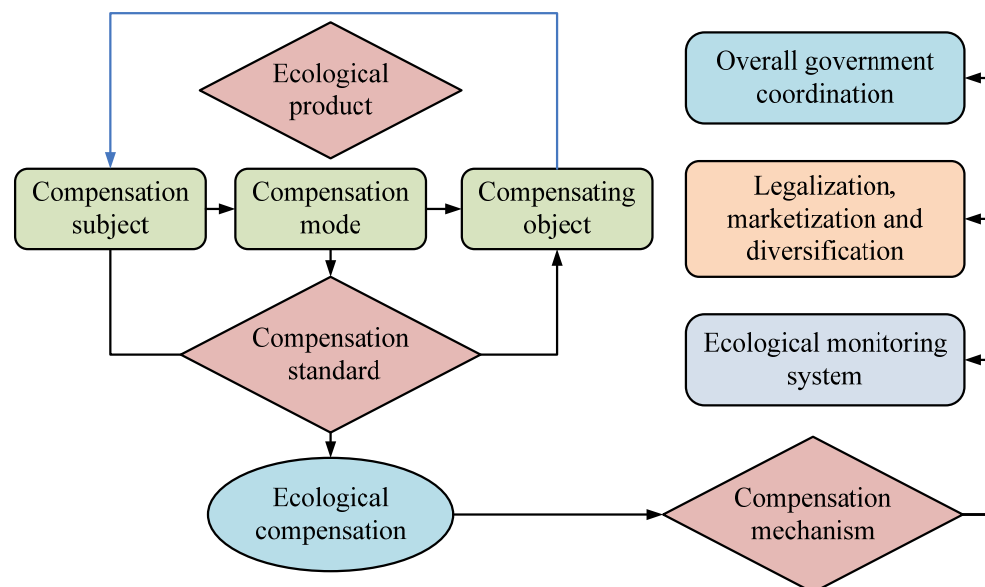 Ecological
product
Overall government
coordination
Compensation
subject
Compensation
mode
Compensating
object
Legalization,
marketization and
diversification
Compensation
standard
Ecological monitoring
system
Ecological
compensation
Compensation
mechanism